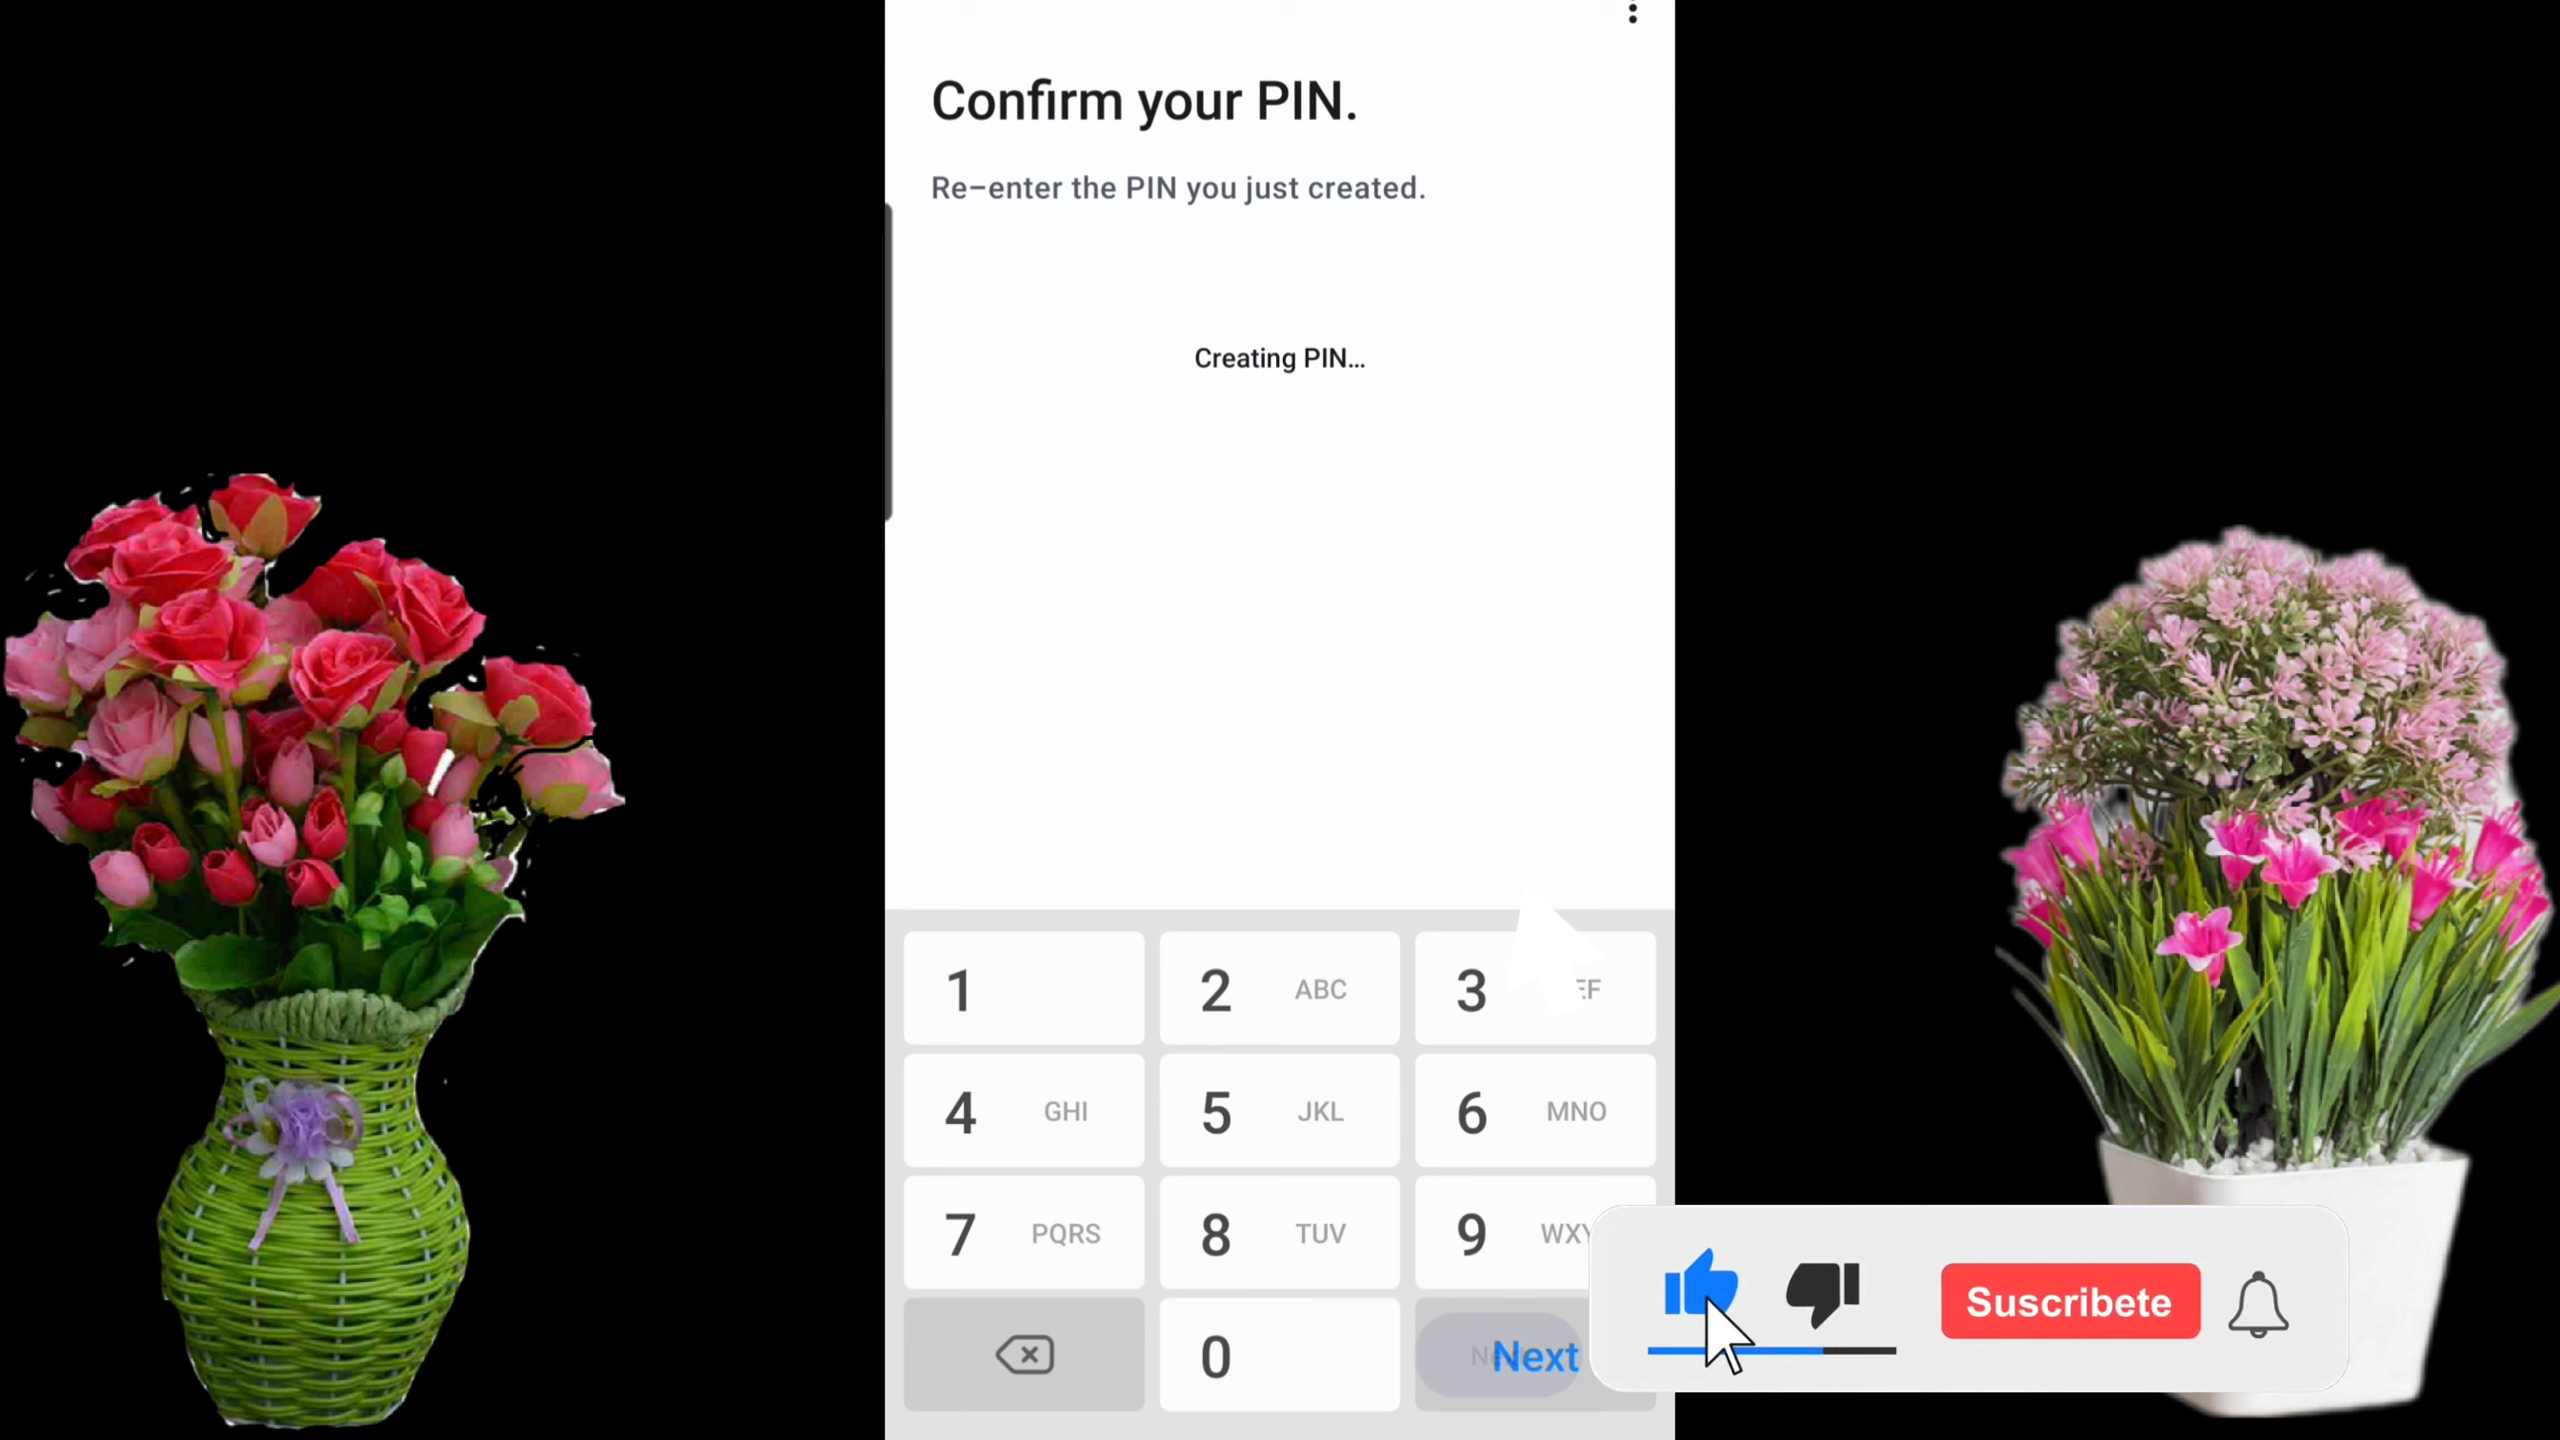 Confirm your PIN.
Re-enter the PIN you just created.
Creating PIN...
1
2 ABC
3
4 GHI
5 JKL
6 MNO
7 PQRS
8 TUV
9 WXY
0
Next
Suscribete